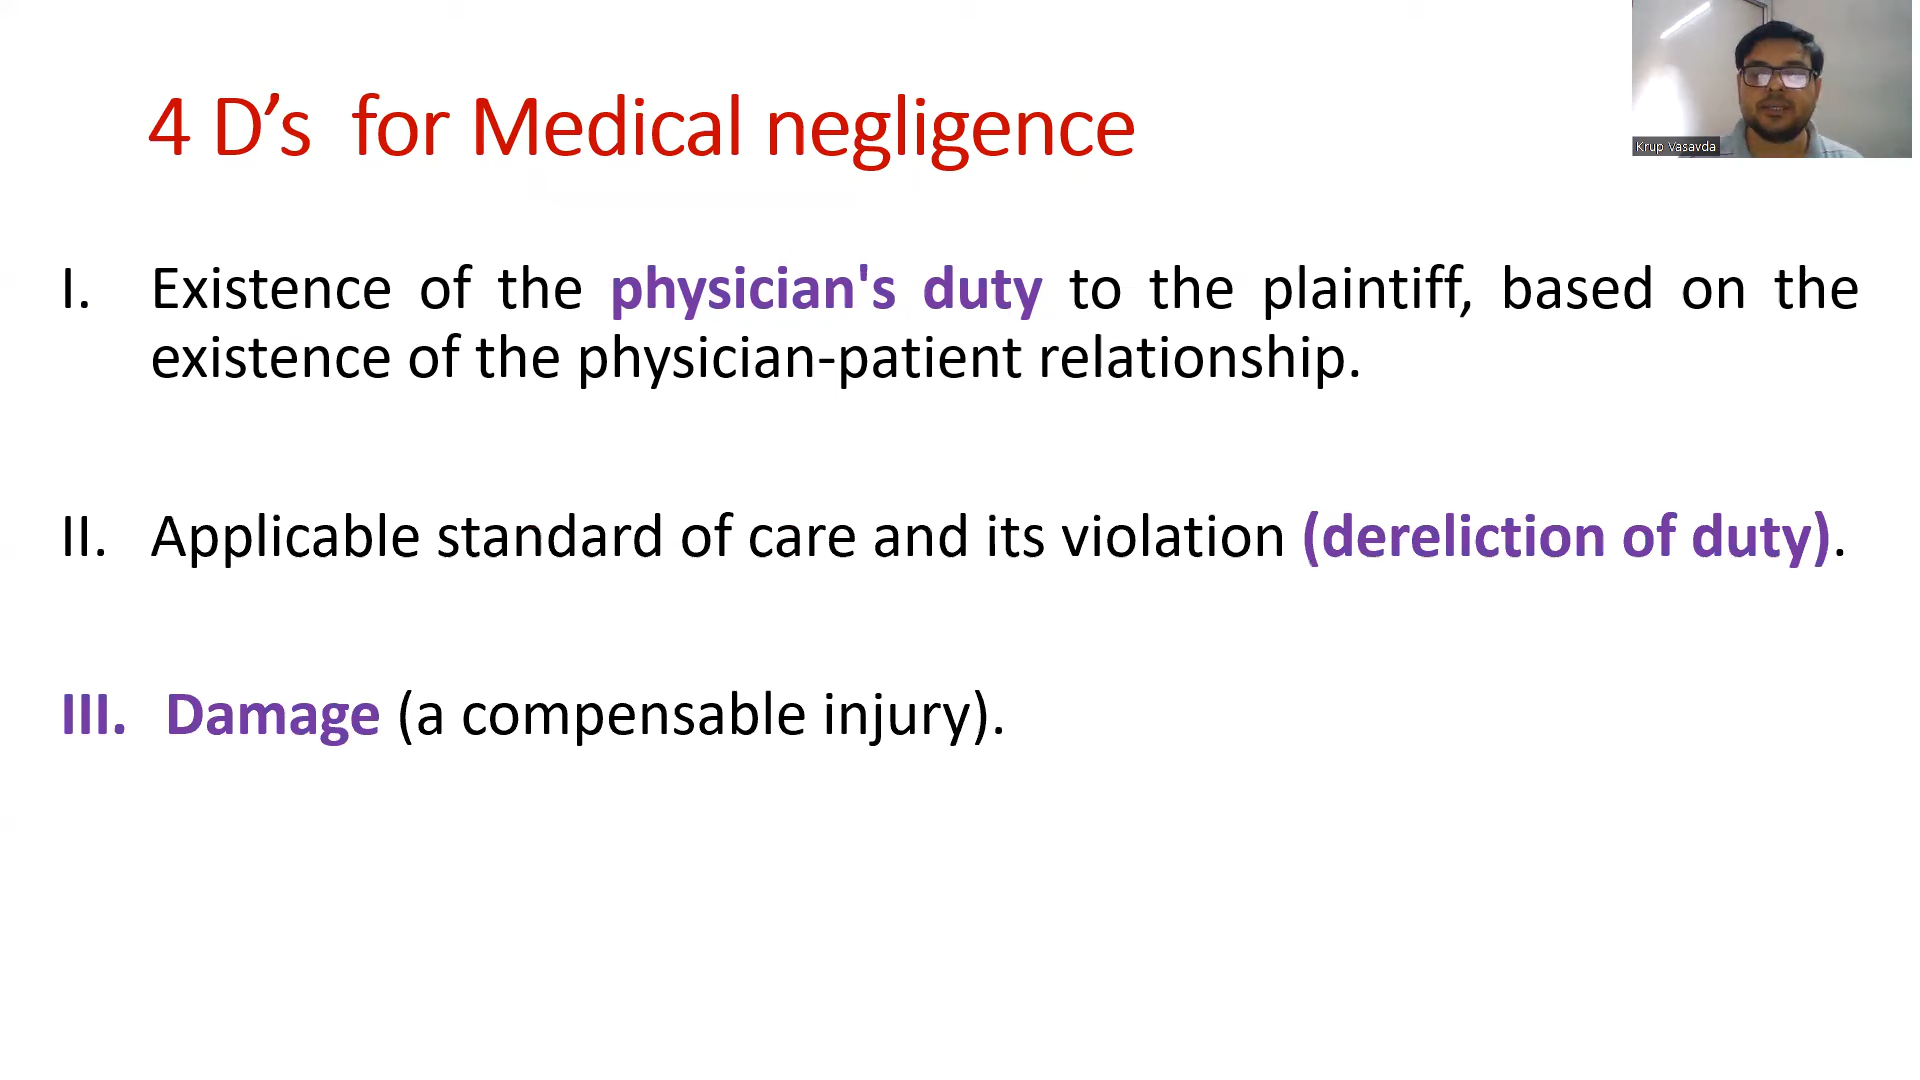 4 D’s for Medical negligence
Krup Vasavda
I. Existence of the physician's duty to the plaintiff, based on the
existence of the physician-patient relationship.
II. Applicable standard of care and its violation (dereliction of duty).
III. Damage (a compensable injury).